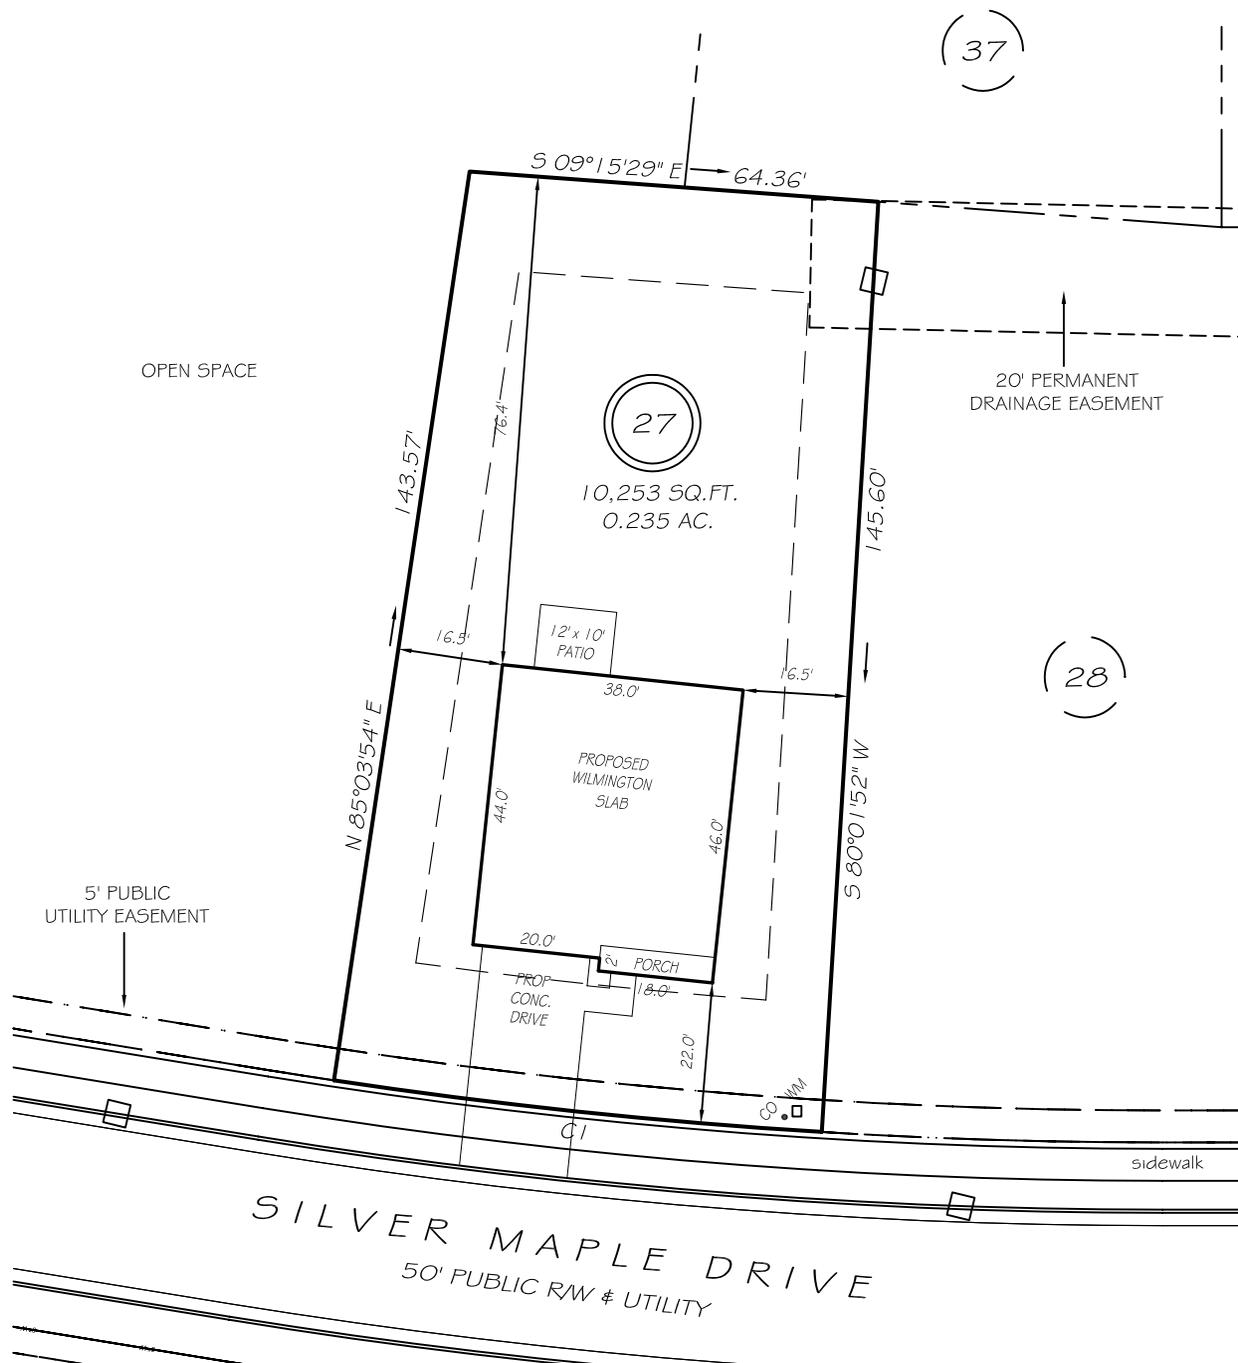 37
S 09°15'29" E
64.36'
OPEN SPACE
20' PERMANENT
DRAINAGE EASEMENT
76.4'
27
10,253 SQ.FT.
0.235 AC.
143.57'
145.60'
16.5'
12' x 10'
PATIO
38.0'
16.5'
28
N 85°03'54" E
PROPOSED
WILMINGTON
SLAB
44.0'
46.0'
S 80°01'52" W
5' PUBLIC
UTILITY EASEMENT
20.0'
2'
PORCH
18.0'
PROP
CONC.
DRIVE
22.0'
CO
WM
C1
sidewalk
SILVER MAPLE DRIVE
50' PUBLIC R/W & UTILITY